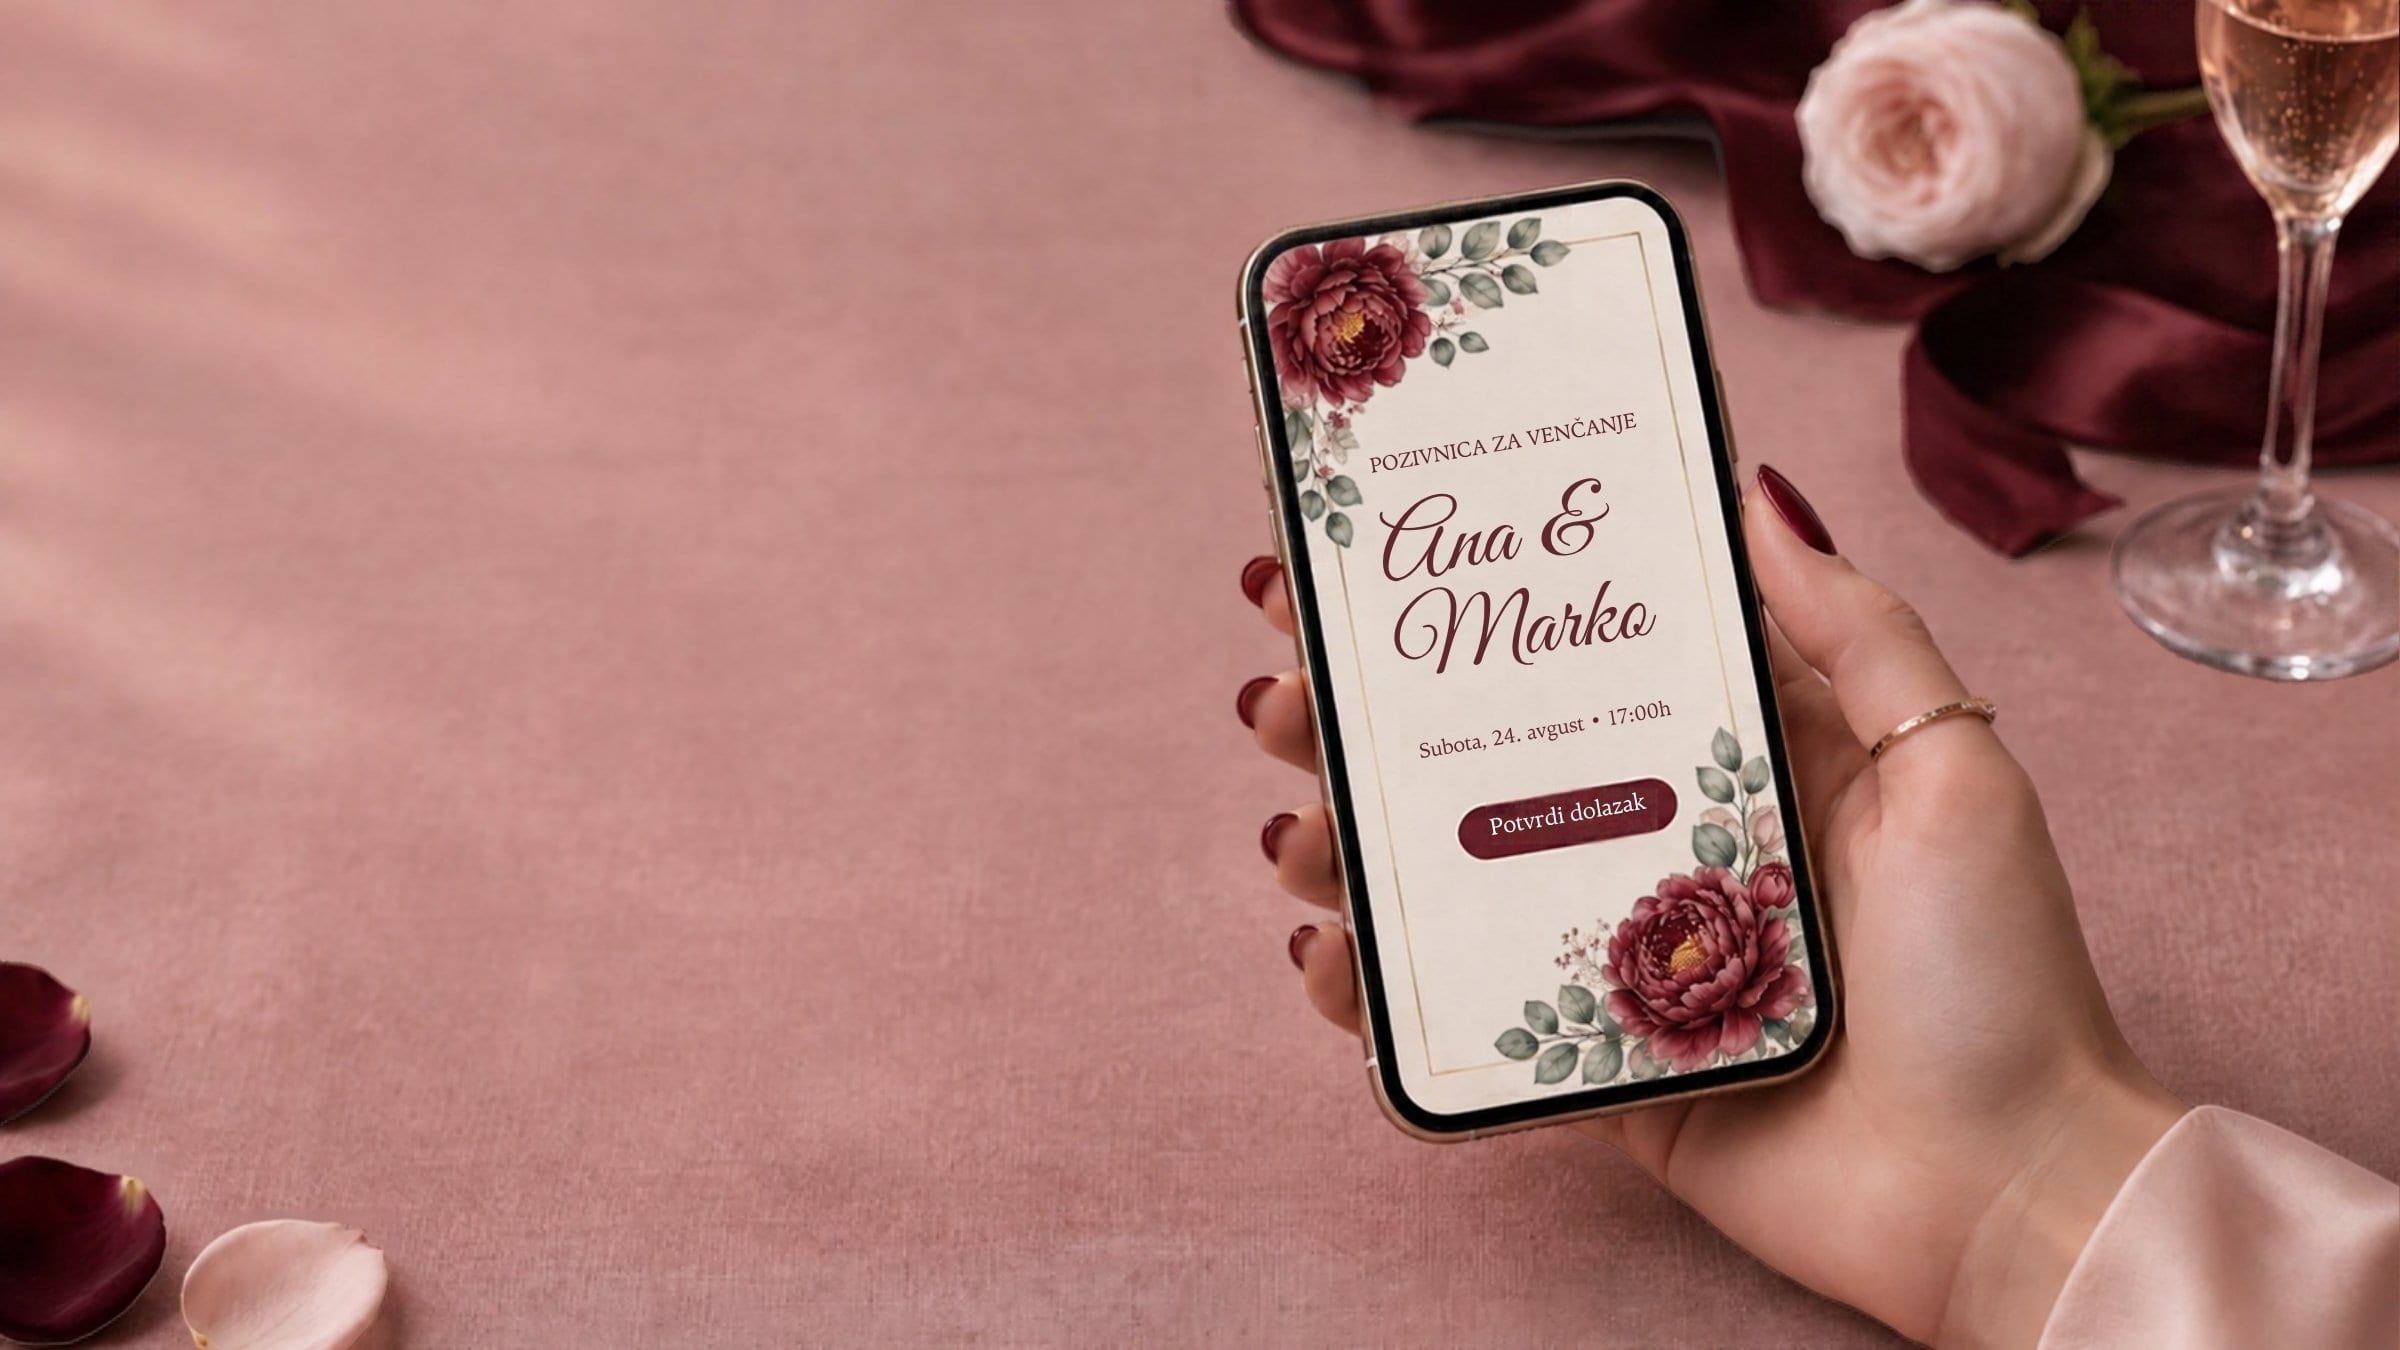 POZIVNICA ZA VENČANJE
Ana &
Marko
Subota, 24. avgust • 17:00h
Potvrdi dolazak